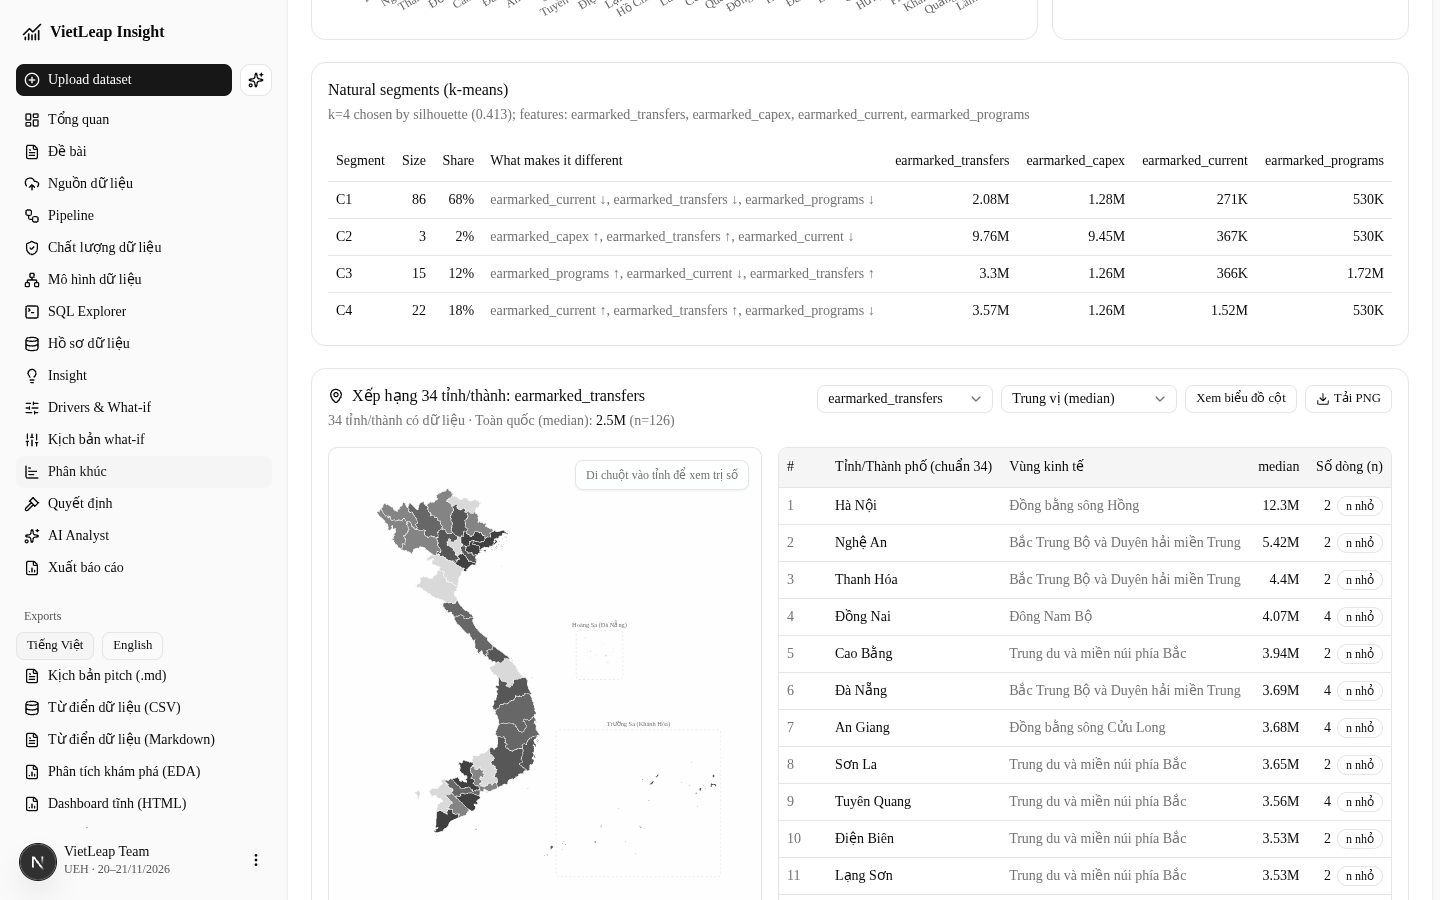 VietLeap Insight
Upload dataset
Tổng quan
Đề bài
Nguồn dữ liệu
Pipeline
Chất lượng dữ liệu
Mô hình dữ liệu
SQL Explorer
Hồ sơ dữ liệu
Insight
Drivers & What-if
Kịch bản what-if
Phân khúc
Quyết định
AI Analyst
Xuất báo cáo
Exports
Tiếng Việt English
Kịch bản pitch (.md)
Từ điển dữ liệu (CSV)
Từ điển dữ liệu (Markdown)
Phân tích khám phá (EDA)
Dashboard tĩnh (HTML)
N
VietLeap Team
UEH · 20–21/11/2026
Natural segments (k-means)
k=4 chosen by silhouette (0.413); features: earmarked_transfers, earmarked_capex, earmarked_current, earmarked_programs
Segment Size Share What makes it different earmarked_transfers earmarked_capex earmarked_current earmarked_programs
C1 86 68% earmarked_current ↓, earmarked_transfers ↓, earmarked_programs ↓ 2.08M 1.28M 271K 530K
C2 3 2% earmarked_capex ↑, earmarked_transfers ↑, earmarked_current ↓ 9.76M 9.45M 367K 530K
C3 15 12% earmarked_programs ↑, earmarked_current ↓, earmarked_transfers ↑ 3.3M 1.26M 366K 1.72M
C4 22 18% earmarked_current ↑, earmarked_transfers ↑, earmarked_programs ↓ 3.57M 1.26M 1.52M 530K
Xếp hạng 34 tỉnh/thành: earmarked_transfers
34 tỉnh/thành có dữ liệu · Toàn quốc (median): 2.5M (n=126)
earmarked_transfers Trung vị (median) Xem biểu đồ cột Tải PNG
Di chuột vào tỉnh để xem trị số
Hoàng Sa (Đà Nẵng)
Trường Sa (Khánh Hòa)
# Tỉnh/Thành phố (chuẩn 34) Vùng kinh tế median Số dòng (n)
1 Hà Nội Đồng bằng sông Hồng 12.3M 2 n nhỏ
2 Nghệ An Bắc Trung Bộ và Duyên hải miền Trung 5.42M 2 n nhỏ
3 Thanh Hóa Bắc Trung Bộ và Duyên hải miền Trung 4.4M 2 n nhỏ
4 Đồng Nai Đông Nam Bộ 4.07M 4 n nhỏ
5 Cao Bằng Trung du và miền núi phía Bắc 3.94M 2 n nhỏ
6 Đà Nẵng Bắc Trung Bộ và Duyên hải miền Trung 3.69M 4 n nhỏ
7 An Giang Đồng bằng sông Cửu Long 3.68M 4 n nhỏ
8 Sơn La Trung du và miền núi phía Bắc 3.65M 2 n nhỏ
9 Tuyên Quang Trung du và miền núi phía Bắc 3.56M 4 n nhỏ
10 Điện Biên Trung du và miền núi phía Bắc 3.53M 2 n nhỏ
11 Lạng Sơn Trung du và miền núi phía Bắc 3.53M 2 n nhỏ